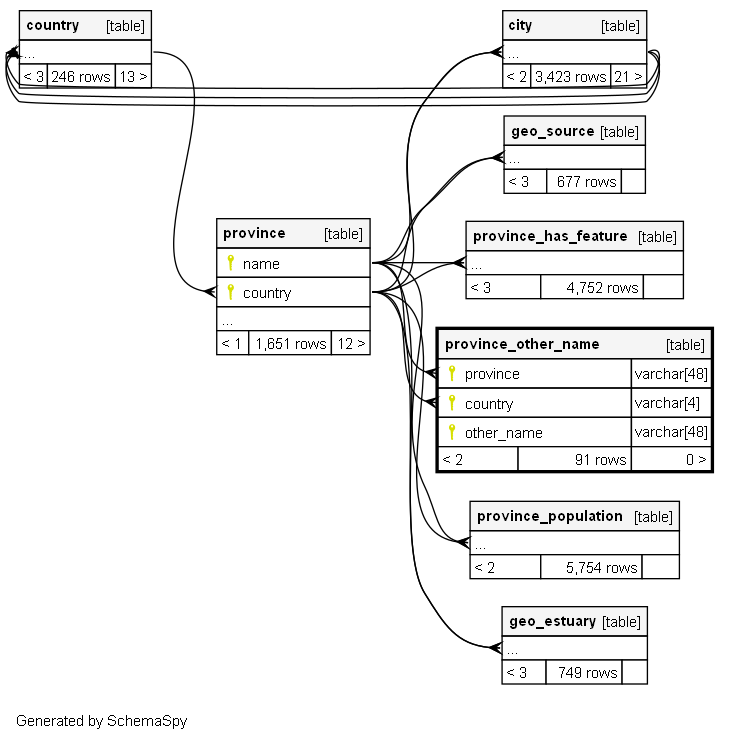 country [table]
...
< 3 246 rows 13 >
city [table]
...
< 2 3,423 rows 21 >
geo_source [table]
...
< 3 677 rows
province [table]
name
country
...
< 1 1,651 rows 12 >
province_has_feature [table]
...
< 3 4,752 rows
province_other_name [table]
province varchar[48]
country varchar[4]
other_name varchar[48]
< 2 91 rows 0 >
province_population [table]
...
< 2 5,754 rows
geo_estuary [table]
...
< 3 749 rows
Generated by SchemaSpy